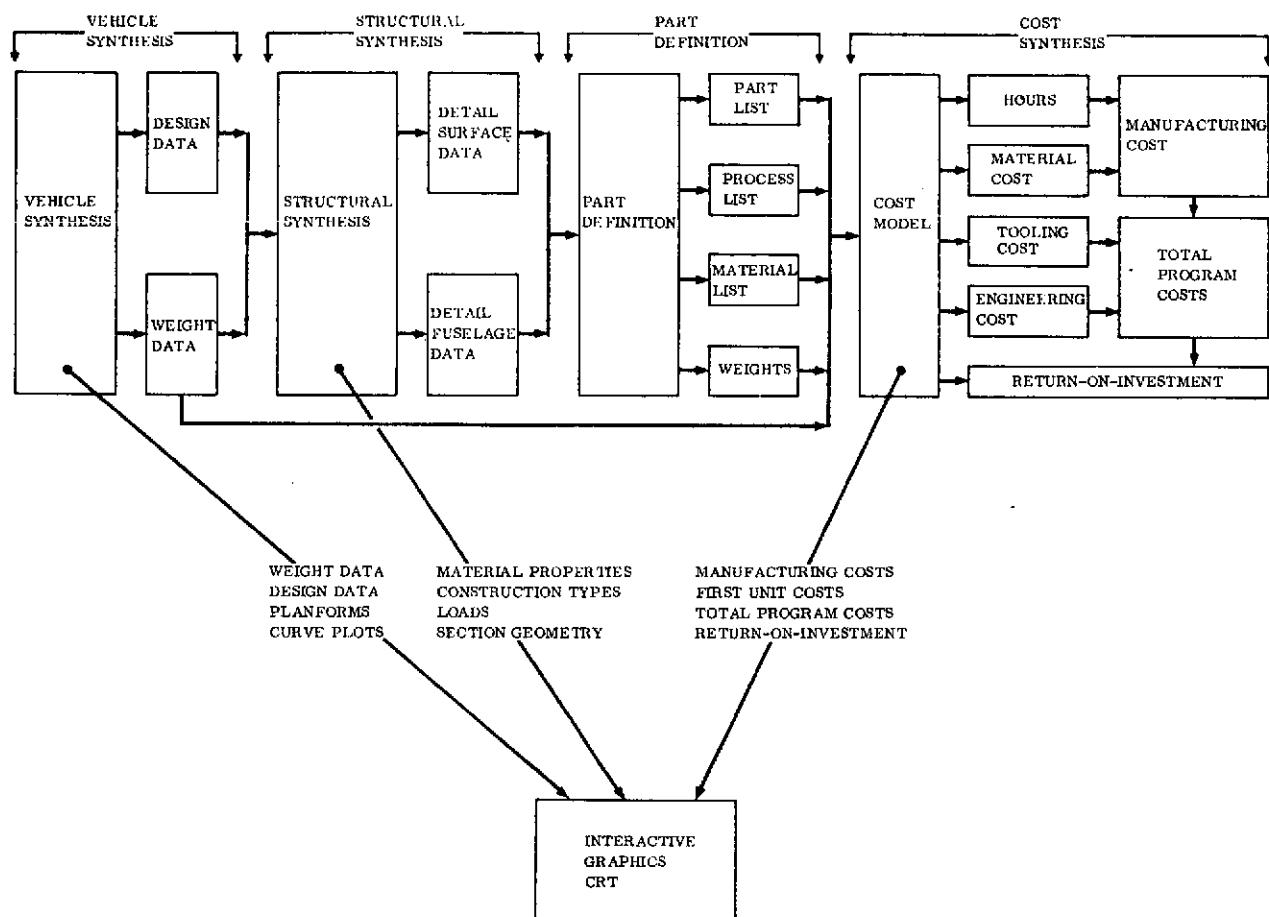 VEHICLE
SYNTHESIS
STRUCTURAL
SYNTHESIS
PART
DEFINITION
COST
SYNTHESIS
VEHICLE
SYNTHESIS
DESIGN
DATA
WEIGHT
DATA
STRUCTURAL
SYNTHESIS
DETAIL
SURFACE
DATA
DETAIL
FUSELAGE
DATA
PART
DEFINITION
PART
LIST
PROCESS
LIST
MATERIAL
LIST
WEIGHTS
COST
MODEL
HOURS
MATERIAL
COST
TOOLING
COST
ENGINEERING
COST
MANUFACTURING
COST
TOTAL
PROGRAM
COSTS
RETURN-ON-INVESTMENT
WEIGHT DATA
DESIGN DATA
PLANFORMS
CURVE PLOTS
MATERIAL PROPERTIES
CONSTRUCTION TYPES
LOADS
SECTION GEOMETRY
MANUFACTURING COSTS
FIRST UNIT COSTS
TOTAL PROGRAM COSTS
RETURN-ON-INVESTMENT
INTERACTIVE
GRAPHICS
CRT